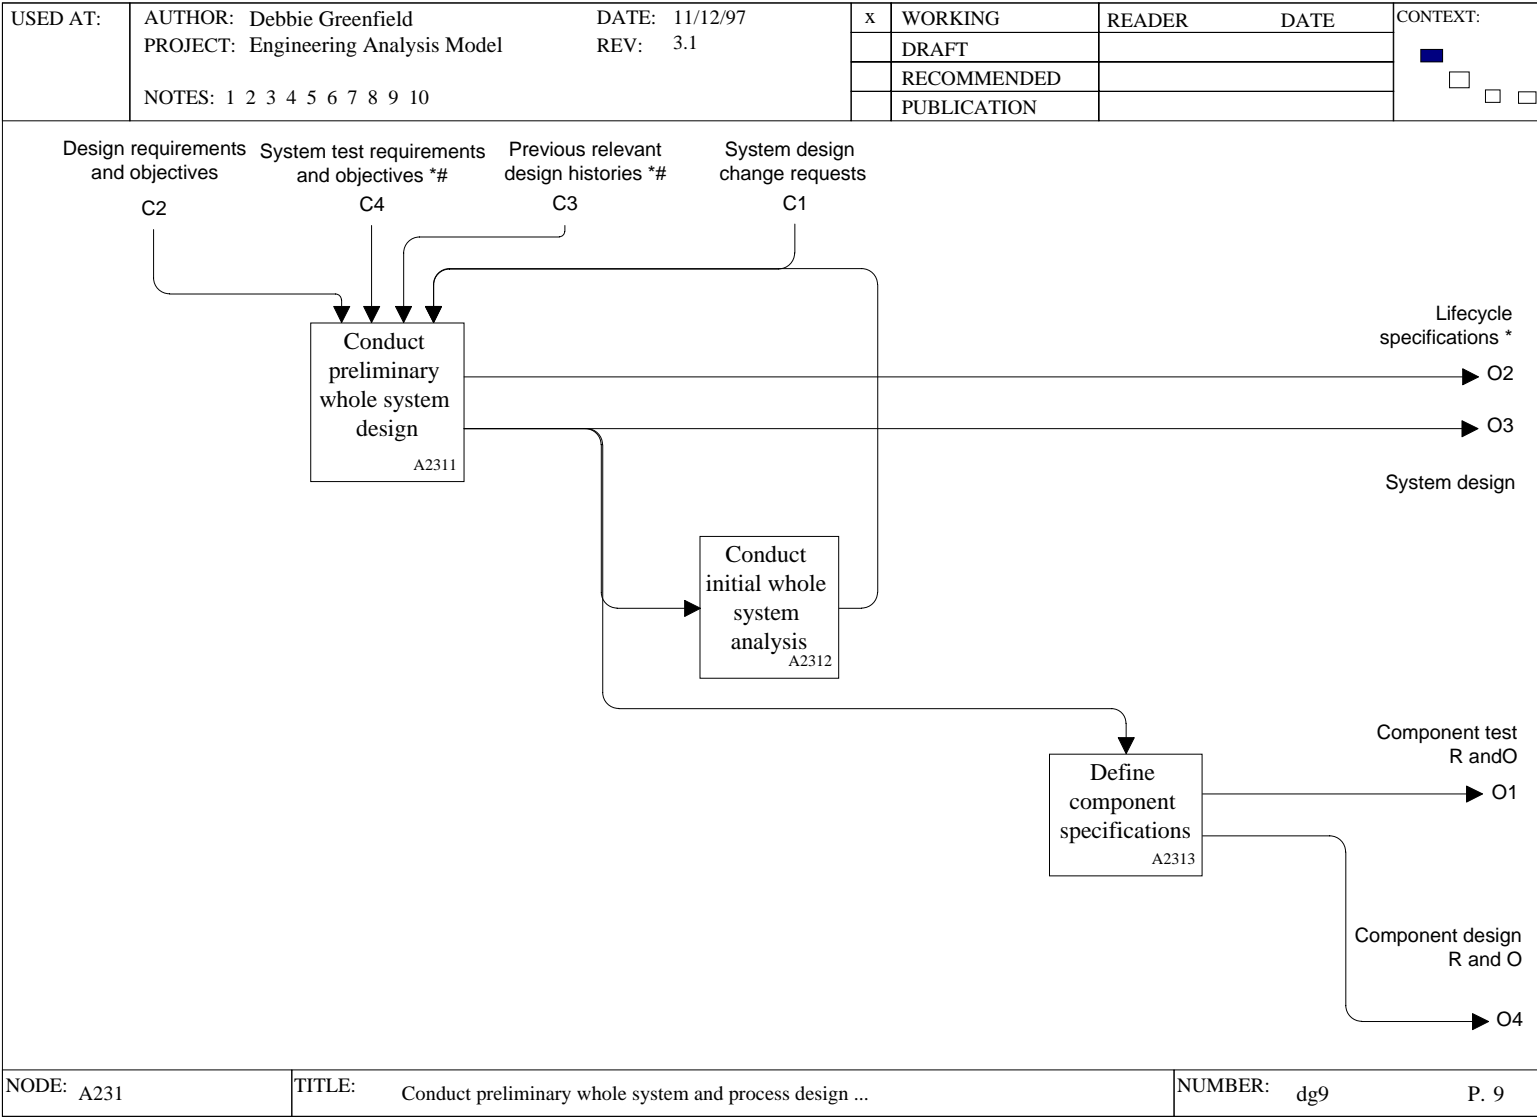 USED AT:
AUTHOR: Debbie Greenfield
DATE: 11/12/97
PROJECT: Engineering Analysis Model
REV: 3.1
NOTES: 1 2 3 4 5 6 7 8 9 10
x WORKING
DRAFT
RECOMMENDED
PUBLICATION
READER DATE
CONTEXT:
Design requirements
and objectives
C2
System test requirements
and objectives *#
C4
Previous relevant
design histories *#
C3
System design
change requests
C1
Conduct
preliminary
whole system
design
A2311
Lifecycle
specifications *
O2
O3
System design
Conduct
initial whole
system
analysis
A2312
Define
component
specifications
A2313
Component test
R andO
O1
Component design
R and O
O4
NODE: A231
TITLE: Conduct preliminary whole system and process design ...
NUMBER: dg9 P. 9